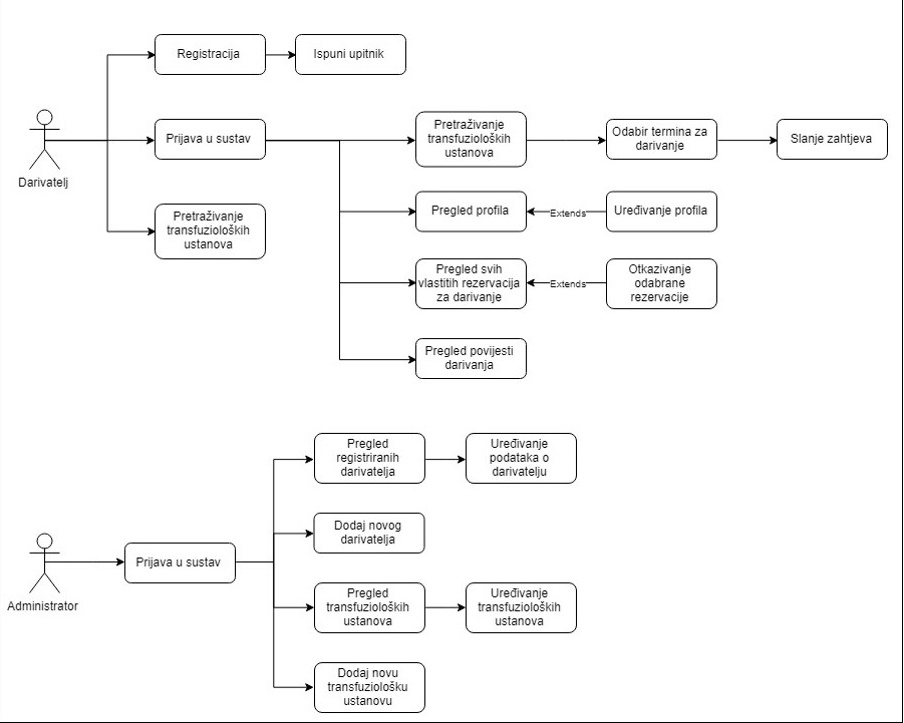 Registracija
Ispuni upitnik
Darivatelj
Prijava u sustav
Pretraživanje
transfuzioloških
ustanova
Odabir termina za
darivanje
Slanje zahtjeva
Pretraživanje
transfuzioloških
ustanova
Pregled profila
Extends
Uređivanje profila
Pregled svih
vlastitih rezervacija
za darivanje
Extends
Otkazivanje
odabrane
rezervacije
Pregled povijesti
darivanja
Administrator
Prijava u sustav
Pregled
registriranih
darivatelja
Uređivanje
podataka o
darivatelju
Dodaj novog
darivatelja
Pregled
transfuzioloških
ustanova
Uređivanje
transfuzioloških
ustanova
Dodaj novu
transfuziološku
ustanovu